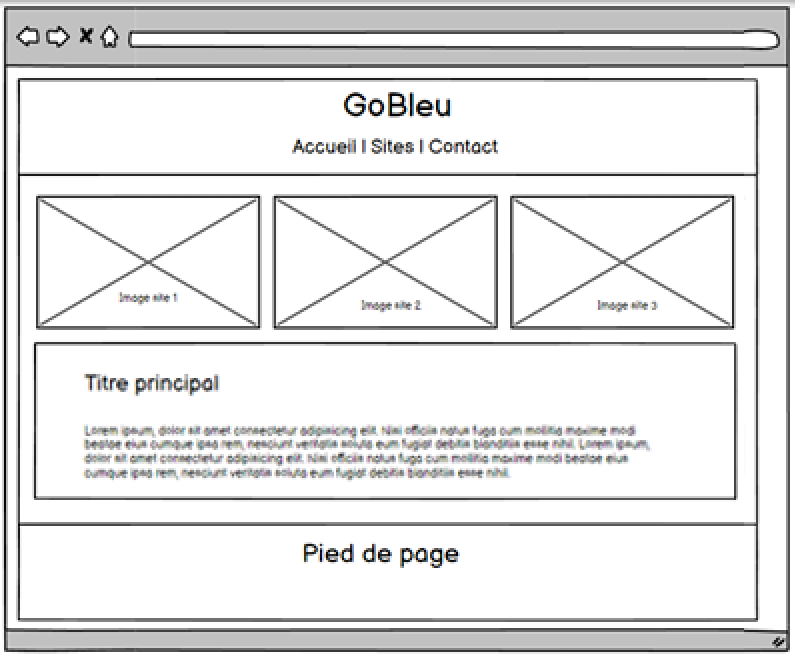 GoBleu
Accueil | Sites | Contact
Image site 1
Image site 2
Image site 3
Titre principal
Lorem ipsum, dolor sit amet consectetur adipisicing elit. Nisi officiis natus fuga cum mollitia maxime modi
beatae eius cumque ipsa rem, nesciunt veritatis soluta eum fugiat debitis blanditiis esse nihil. Lorem ipsum,
dolor sit amet consectetur adipisicing elit. Nisi officiis natus fuga cum mollitia maxime modi beatae eius
cumque ipsa rem, nesciunt veritatis soluta eum fugiat debitis blanditiis esse nihil.
Pied de page